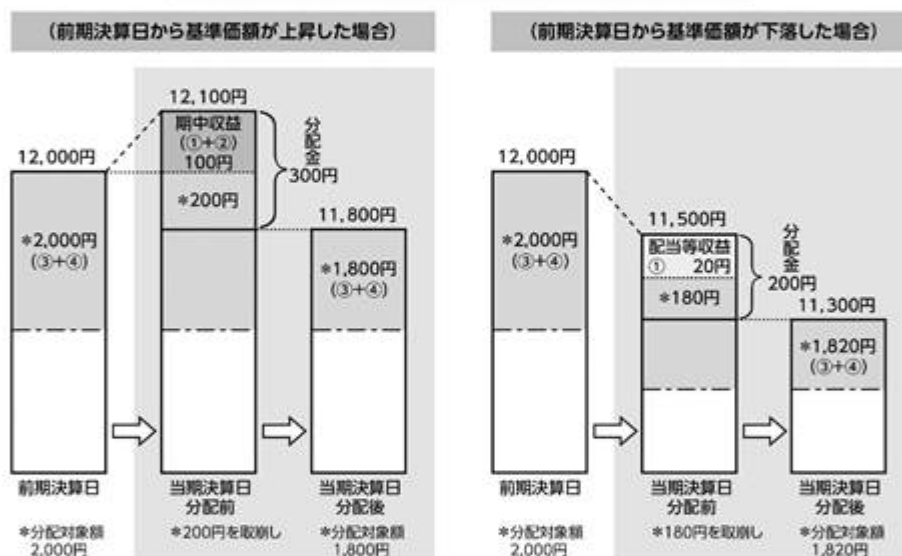 (前期決算日から基準価額が上昇した場合)
12,100円
期中収益
(①+②)
100円
分配金
300円
12,000円
*200円
11,800円
*2,000円
(③+④)
*1,800円
(③+④)
前期決算日
当期決算日
分配前
当期決算日
分配後
*分配対象額
2,000円
*200円を取崩し
*分配対象額
1,800円
(前期決算日から基準価額が下落した場合)
12,000円
11,500円
配当等収益
① 20円
分配金
200円
*2,000円
(③+④)
*180円
11,300円
*1,820円
(③+④)
前期決算日
当期決算日
分配前
当期決算日
分配後
*分配対象額
2,000円
*180円を取崩し
*分配対象額
1,820円